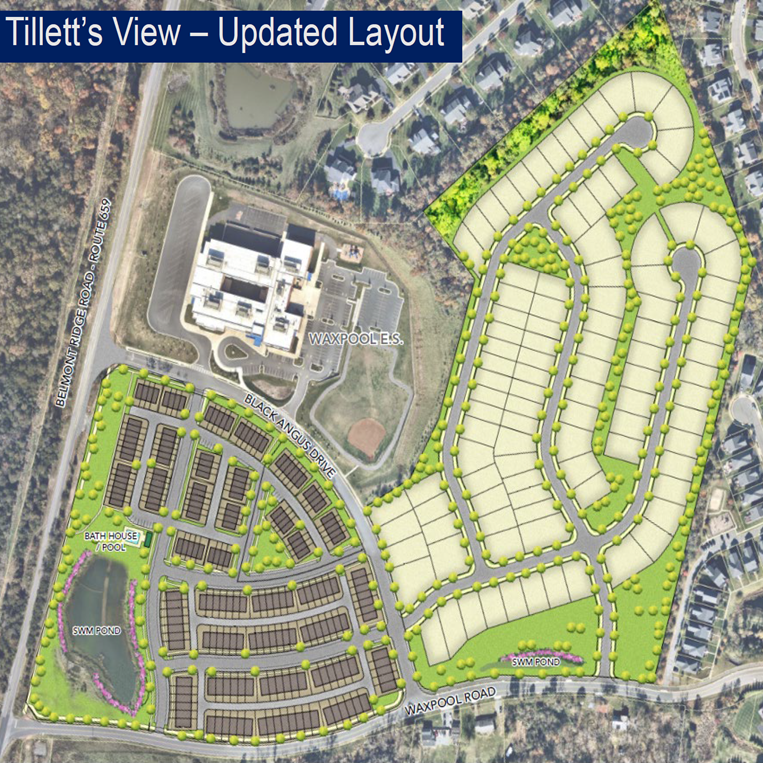 Tillett's View – Updated Layout
BELMONT RIDGE ROAD - ROUTE 659
WAXPOOL E.S.
BLACK ANGUS DRIVE
BATH HOUSE
/ POOL
SWM POND
SWM POND
WAXPOOL ROAD